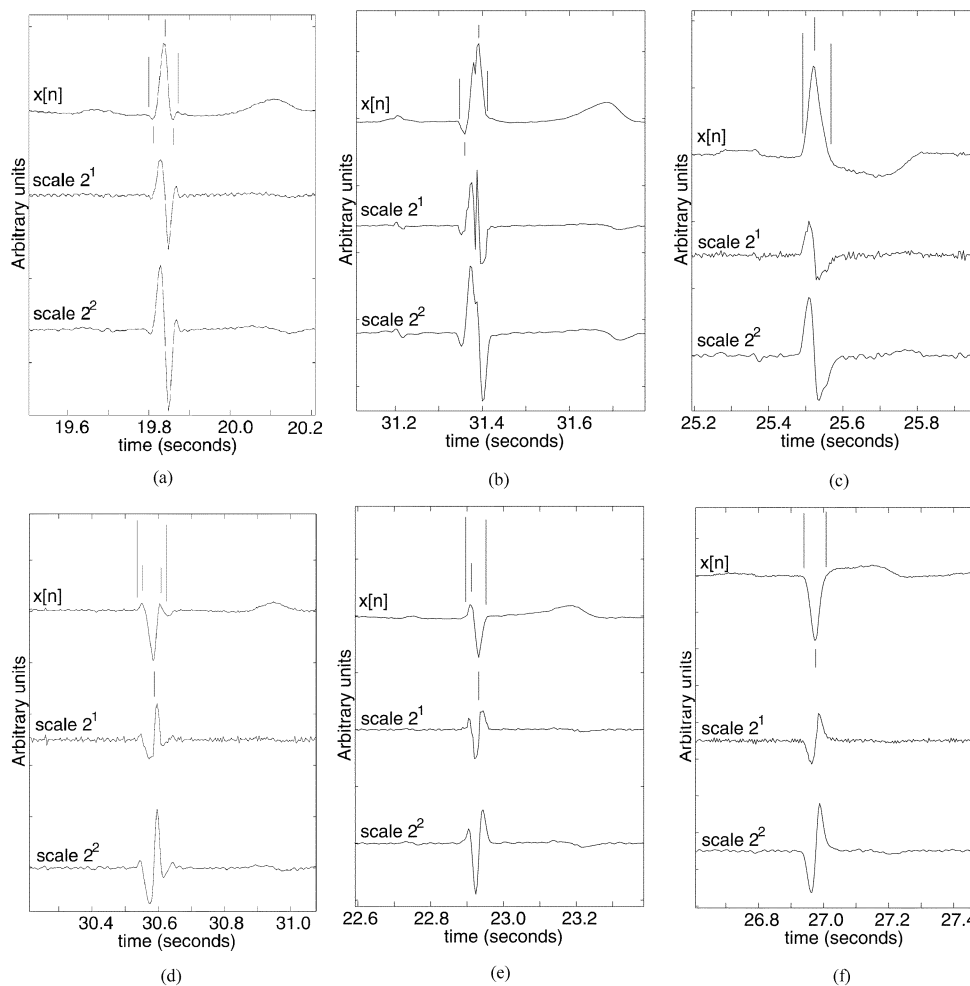 x[n]
scale 2^1
scale 2^2
Arbitrary units
19.6 19.8 20.0 20.2
time (seconds)
(a)
x[n]
scale 2^1
scale 2^2
Arbitrary units
31.2 31.4 31.6
time (seconds)
(b)
x[n]
scale 2^1
scale 2^2
Arbitrary units
25.2 25.4 25.6 25.8
time (seconds)
(c)
x[n]
scale 2^1
scale 2^2
Arbitrary units
30.4 30.6 30.8 31.0
time (seconds)
(d)
x[n]
scale 2^1
scale 2^2
Arbitrary units
22.6 22.8 23.0 23.2
time (seconds)
(e)
x[n]
scale 2^1
scale 2^2
Arbitrary units
26.8 27.0 27.2 27.4
time (seconds)
(f)